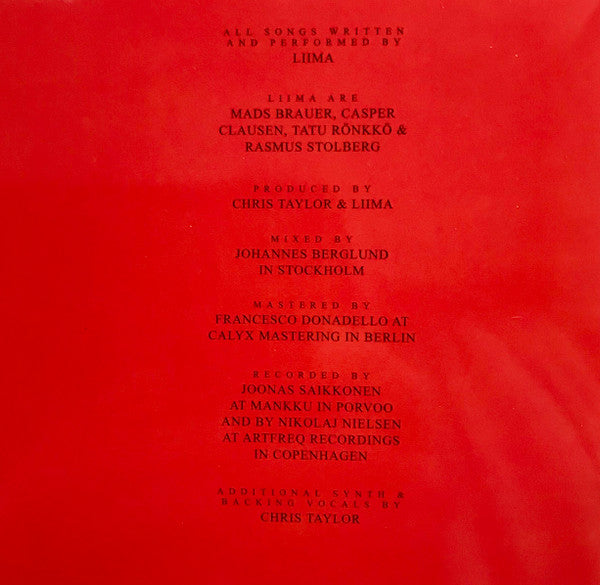 ALL SONGS WRITTEN
AND PERFORMED BY
LIIMA
LIIMA ARE
MADS BRAUER, CASPER
CLAUSEN, TATU RÖNKKÖ &
RASMUS STOLBERG
PRODUCED BY
CHRIS TAYLOR & LIIMA
MIXED BY
JOHANNES BERGLUND
IN STOCKHOLM
MASTERED BY
FRANCESCO DONADELLO AT
CALYX MASTERING IN BERLIN
RECORDED BY
JOONAS SAIKKONEN
AT MANKKU IN PORVOO
AND BY NIKOLAJ NIELSEN
AT ARTFREQ RECORDINGS
IN COPENHAGEN
ADDITIONAL SYNTH &
BACKING VOCALS BY
CHRIS TAYLOR